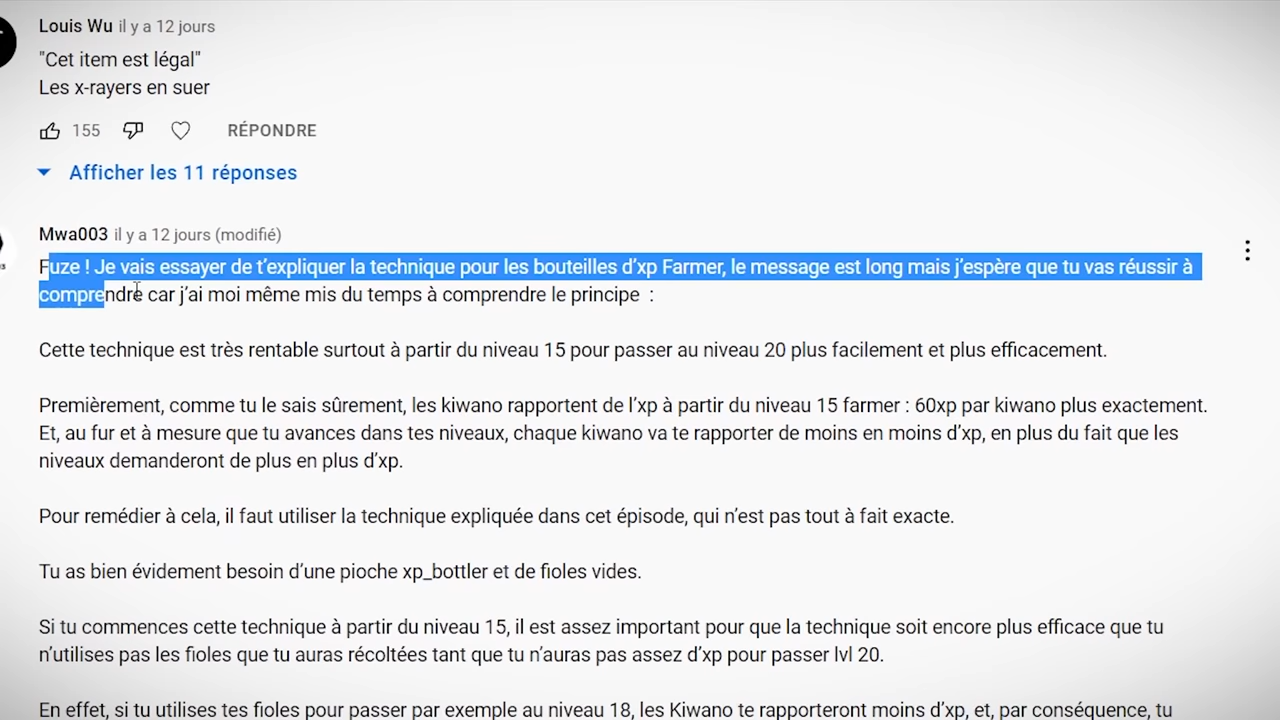 Louis Wu il y a 12 jours
"Cet item est légal"
Les x-rayers en suer
155 RÉPONDRE
Afficher les 11 réponses
Mwa003 il y a 12 jours (modifié)
Fuze ! Je vais essayer de t’expliquer la technique pour les bouteilles d’xp Farmer, le message est long mais j’espère que tu vas réussir à
comprendre car j’ai moi même mis du temps à comprendre le principe :
Cette technique est très rentable surtout à partir du niveau 15 pour passer au niveau 20 plus facilement et plus efficacement.
Premièrement, comme tu le sais sûrement, les kiwano rapportent de l’xp à partir du niveau 15 farmer : 60xp par kiwano plus exactement.
Et, au fur et à mesure que tu avances dans tes niveaux, chaque kiwano va te rapporter de moins en moins d’xp, en plus du fait que les
niveaux demanderont de plus en plus d’xp.
Pour remédier à cela, il faut utiliser la technique expliquée dans cet épisode, qui n’est pas tout à fait exacte.
Tu as bien évidement besoin d’une pioche xp_bottler et de fioles vides.
Si tu commences cette technique à partir du niveau 15, il est assez important pour que la technique soit encore plus efficace que tu
n’utilises pas les fioles que tu auras récoltées tant que tu n’auras pas assez d’xp pour passer lvl 20.
En effet, si tu utilises tes fioles pour passer par exemple au niveau 18, les Kiwano te rapporteront moins d’xp, et, par conséquence, tu